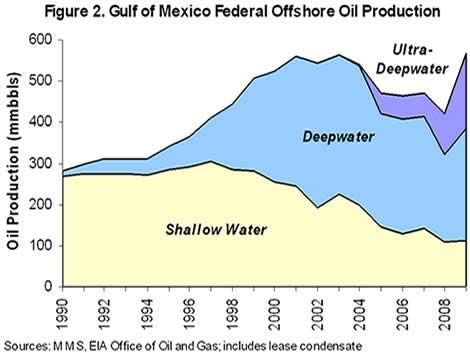 Figure 2. Gulf of Mexico Federal Offshore Oil Production
Oil Production (mmbbls)
600
500
400
300
200
100
0
Ultra-
Deepwater
Deepwater
Shallow Water
1990
1992
1994
1996
1998
2000
2002
2004
2006
2008
Sources: MMS, EIA Office of Oil and Gas; includes lease condensate